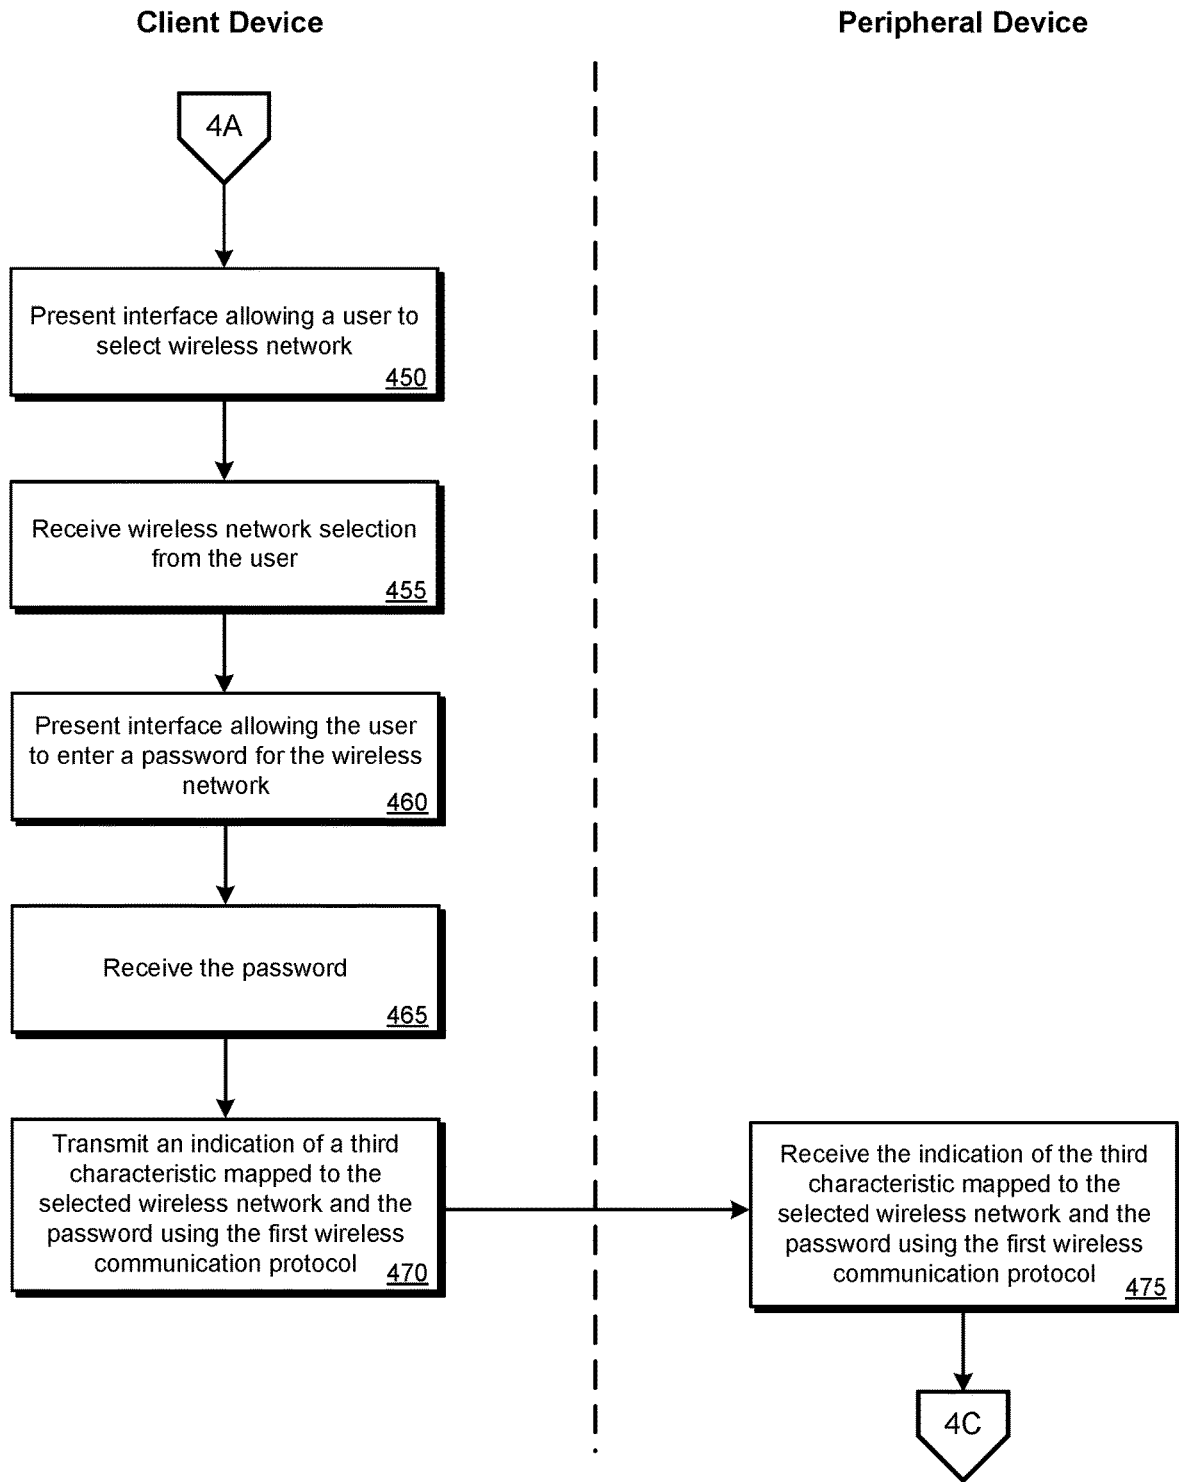 Client Device
Peripheral Device
4A
Present interface allowing a user to
select wireless network
450
Receive wireless network selection
from the user
455
Present interface allowing the user
to enter a password for the wireless
network
460
Receive the password
465
Transmit an indication of a third
characteristic mapped to the
selected wireless network and the
password using the first wireless
communication protocol
470
Receive the indication of the third
characteristic mapped to the
selected wireless network and the
password using the first wireless
communication protocol
475
4C